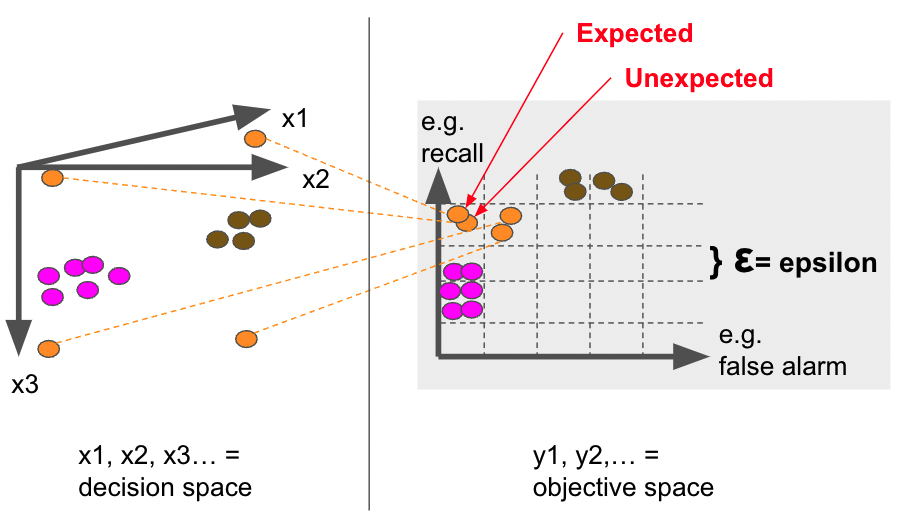 Expected
Unexpected
x1
x2
x3
e.g.
recall
} ε= epsilon
e.g.
false alarm
x1, x2, x3… =
decision space
y1, y2,… =
objective space